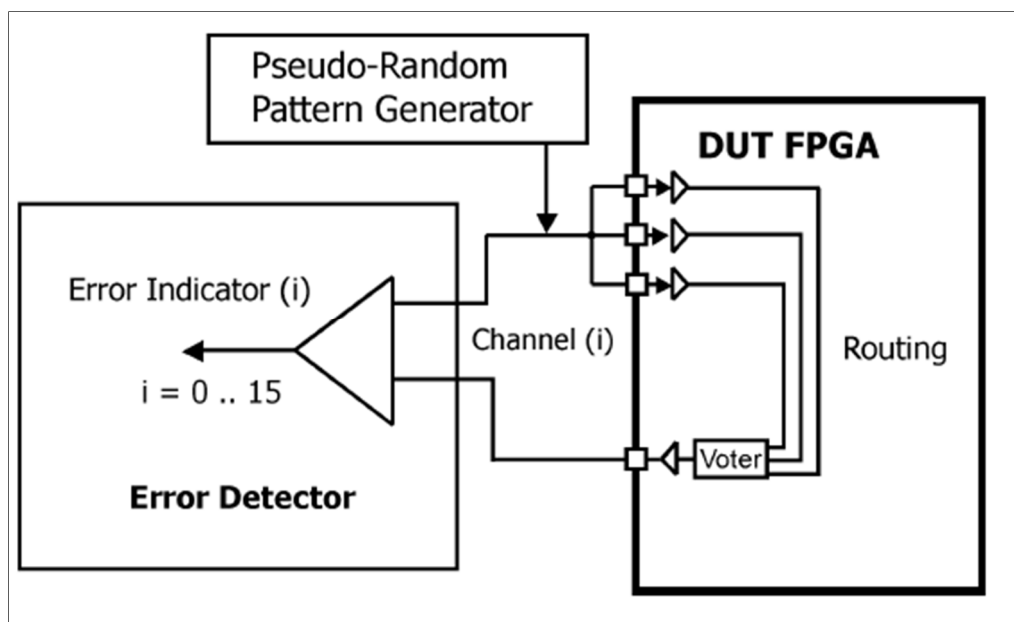 Pseudo-Random
Pattern Generator
DUT FPGA
Error Indicator (i)
Channel (i)
Routing
i = 0 .. 15
Voter
Error Detector